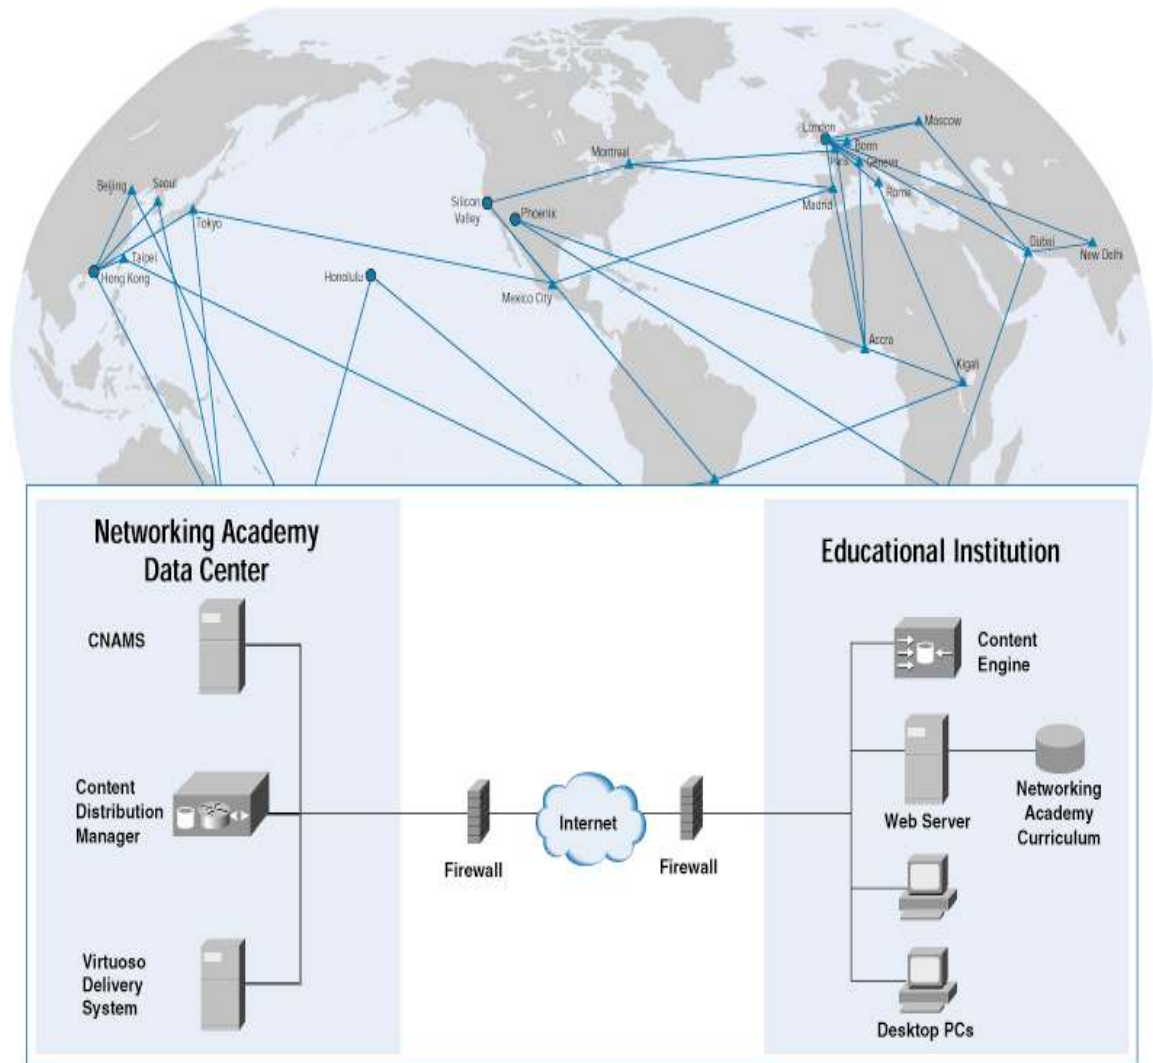 Moscow
London
Bonn
Montreal
Paris
Geneva
Beijing
Seoul
Rome
Silicon
Valley
Phoenix
Madrid
Tokyo
Dubai
New Delhi
Taipei
Hong Kong
Honolulu
Mexico City
Accra
Kigali
Networking Academy
Data Center
CNAMS
Content
Distribution
Manager
Virtuoso
Delivery
System
Firewall
Internet
Firewall
Educational Institution
Content
Engine
Web Server
Networking
Academy
Curriculum
Desktop PCs